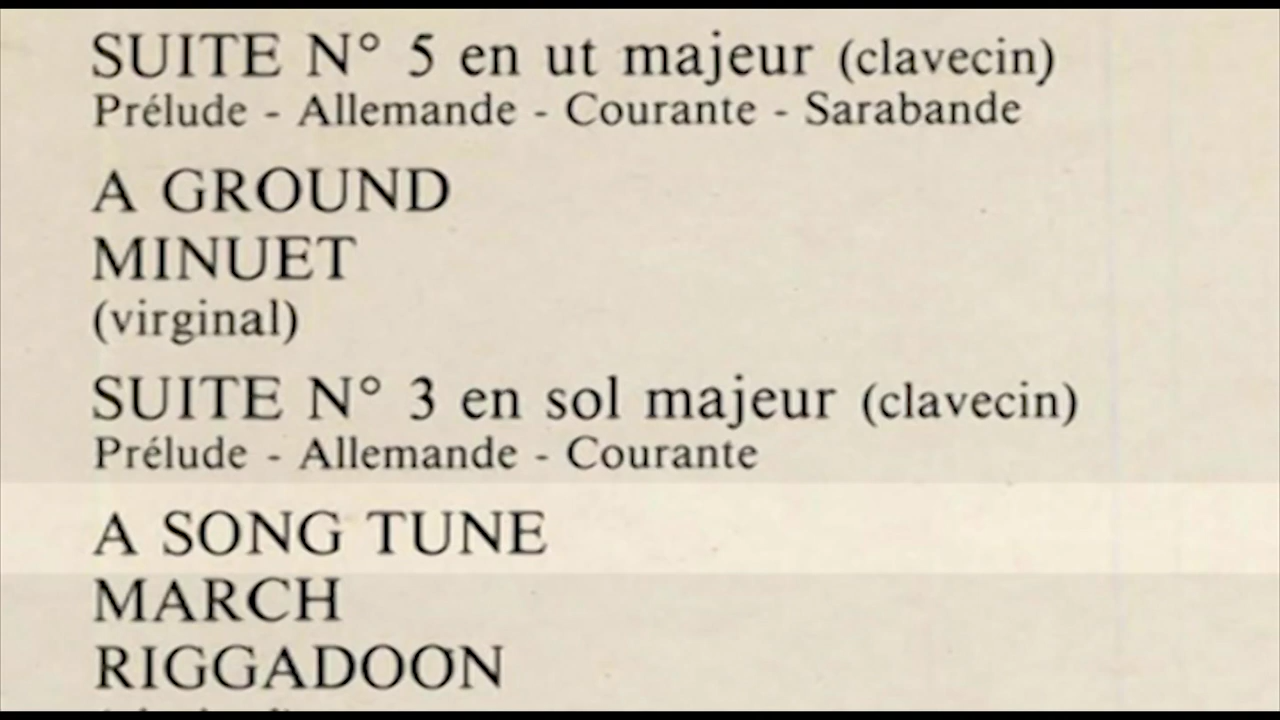 SUITE N° 5 en ut majeur (clavecin)
Prélude - Allemande - Courante - Sarabande
A GROUND
MINUET
(virginal)
SUITE N° 3 en sol majeur (clavecin)
Prélude - Allemande - Courante
A SONG TUNE
MARCH
RIGGADOON